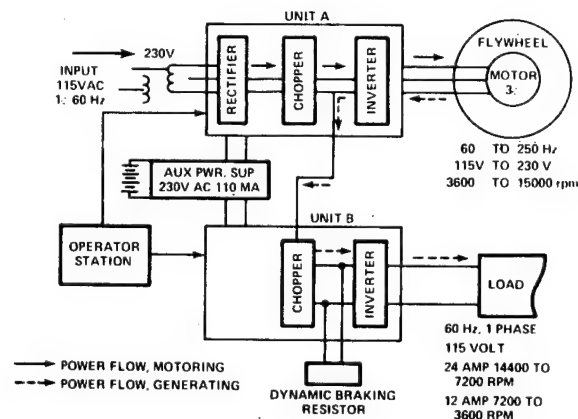 UNIT A
230V
INPUT
115VAC
1: 60 Hz
RECTIFIER
CHOPPER
INVERTER
FLYWHEEL
MOTOR
3:
60 TO 250 Hz
115V TO 230 V
3600 TO 15000 rpm
AUX PWR. SUP
230V AC 110 MA
UNIT B
OPERATOR
STATION
CHOPPER
INVERTER
LOAD
60 Hz, 1 PHASE
115 VOLT
24 AMP 14400 TO
7200 RPM
12 AMP 7200 TO
3600 RPM
POWER FLOW, MOTORING
POWER FLOW, GENERATING
DYNAMIC BRAKING
RESISTOR